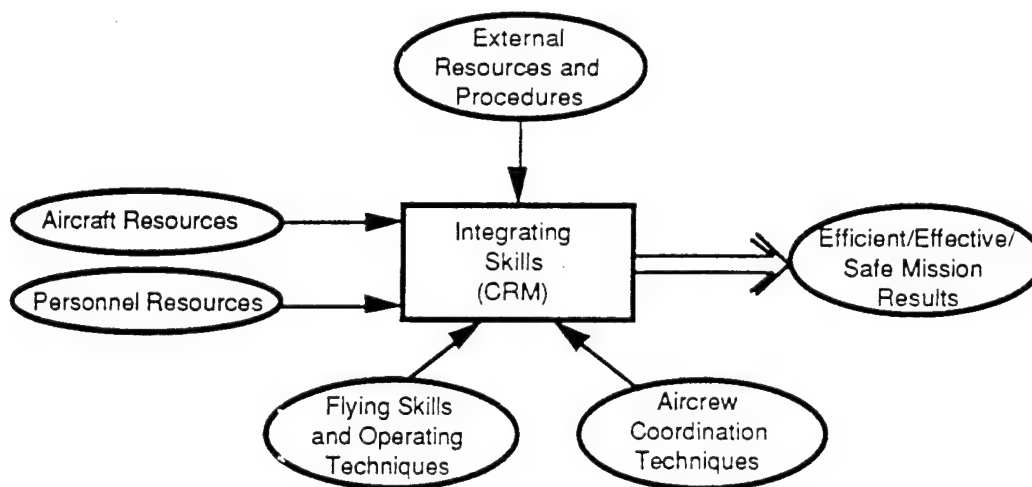 External
Resources and
Procedures
Aircraft Resources
Personnel Resources
Integrating
Skills
(CRM)
Efficient/Effective/
Safe Mission
Results
Flying Skills
and Operating
Techniques
Aircrew
Coordination
Techniques